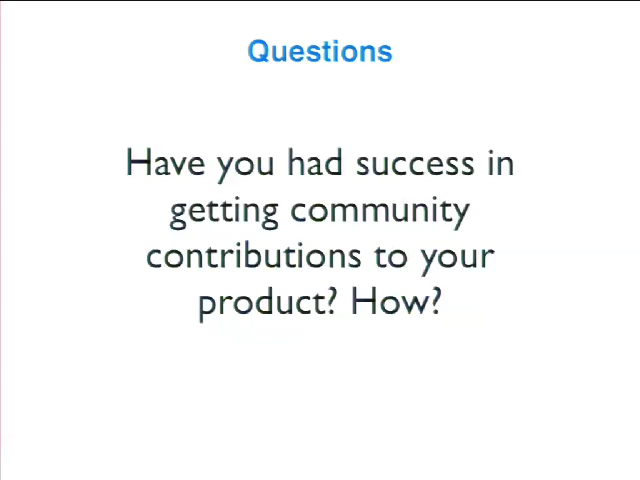 Questions
Have you had success in
getting community
contributions to your
product? How?